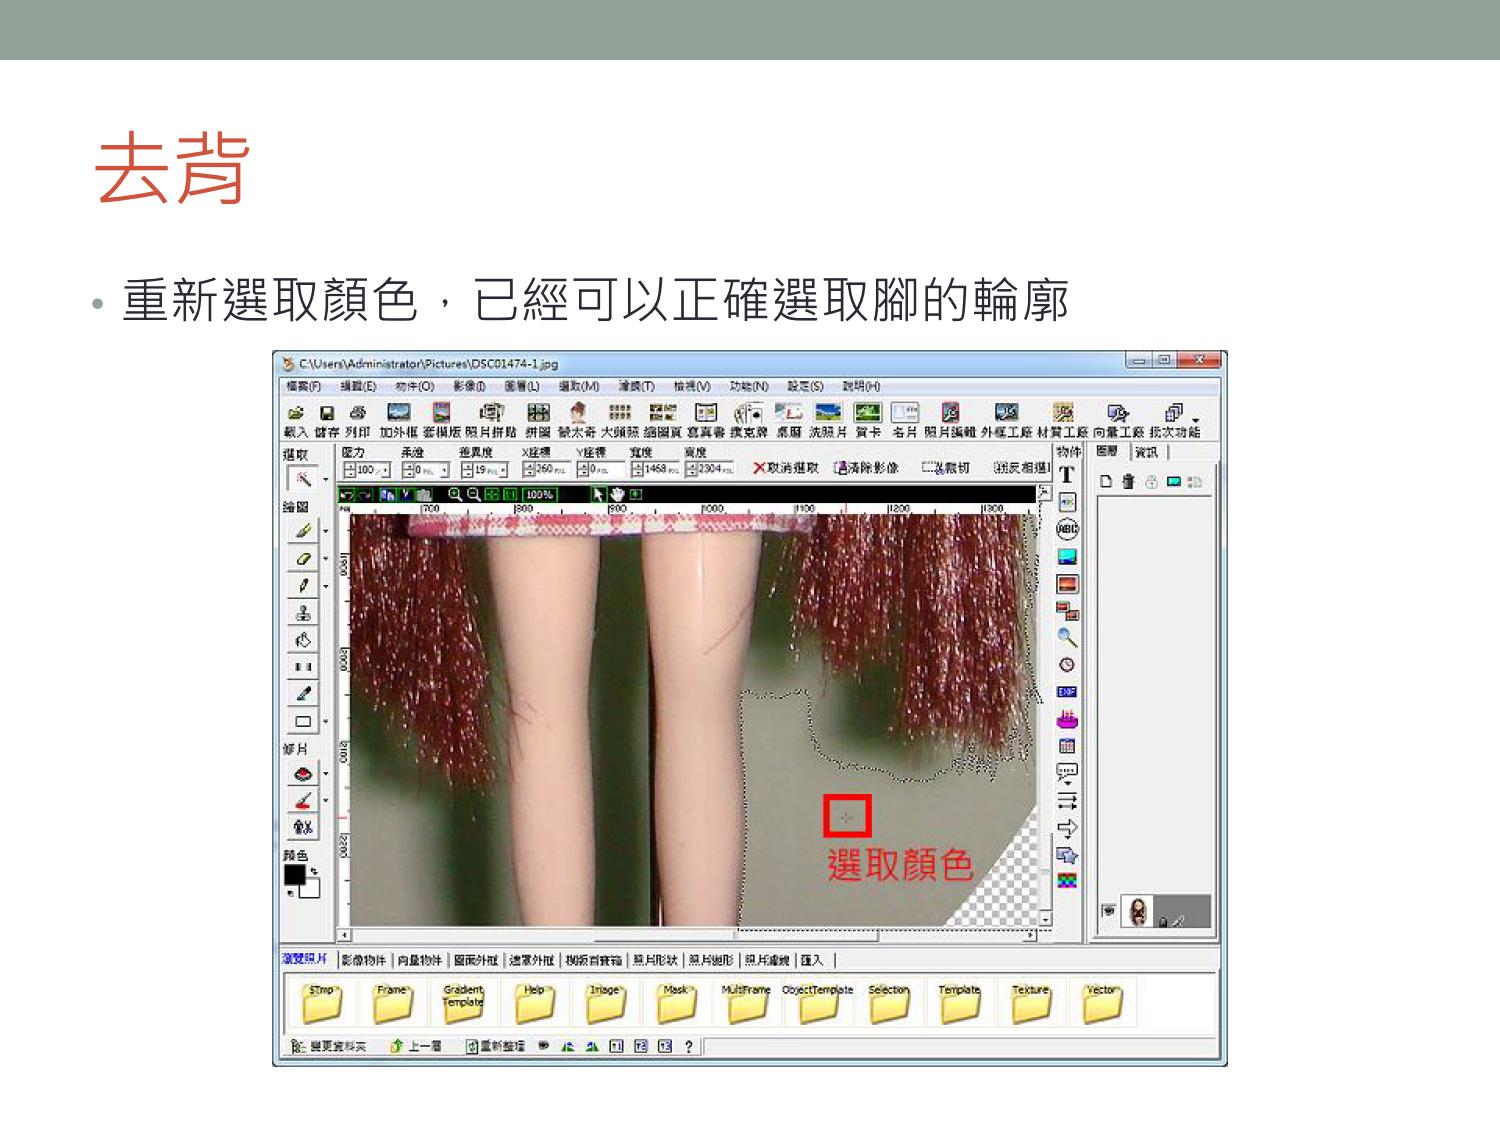 去背
• 重新選取顏色，已經可以正確選取腳的輪廓
C:\Users\Administrator\Pictures\DSC01474-1.jpg
檔案(F) 編輯(E) 物件(O) 影像(I) 圖層(L) 選取(M) 濾鏡(T) 檢視(V) 功能(N) 設定(S) 說明(H)
載入 儲存 列印 加外框 套模版 照片拼貼 拼圖 大頭照 縮圖頁 寫真書 撲克牌 桌曆 洗照片 賀卡 名片 照片編輯 外框工廠 材質工廠 向量工廠 批次功能
選取 壓力 柔邊 差異度 X座標 Y座標 寬度 高度 物件 圖層 資訊
100 0 19 260 0 1468 2304 取消選取 清除影像 裁切 反相選
100%
繪圖 700 800 900 1000 1100 1200 1300
T
ABC
EXIF
修片
選取顏色
顏色
瀏覽照片 影像物件 向量物件 圖而外框 遮罩外框 模版百寶箱 照片形狀 照片變形 照片濾鏡 匯入
$Tmp Frame Gradient Template Help Image Mask MultiFrame ObjectTemplate Selection Template Texture Vector
變更資料夾 上一層 重新整理 ?